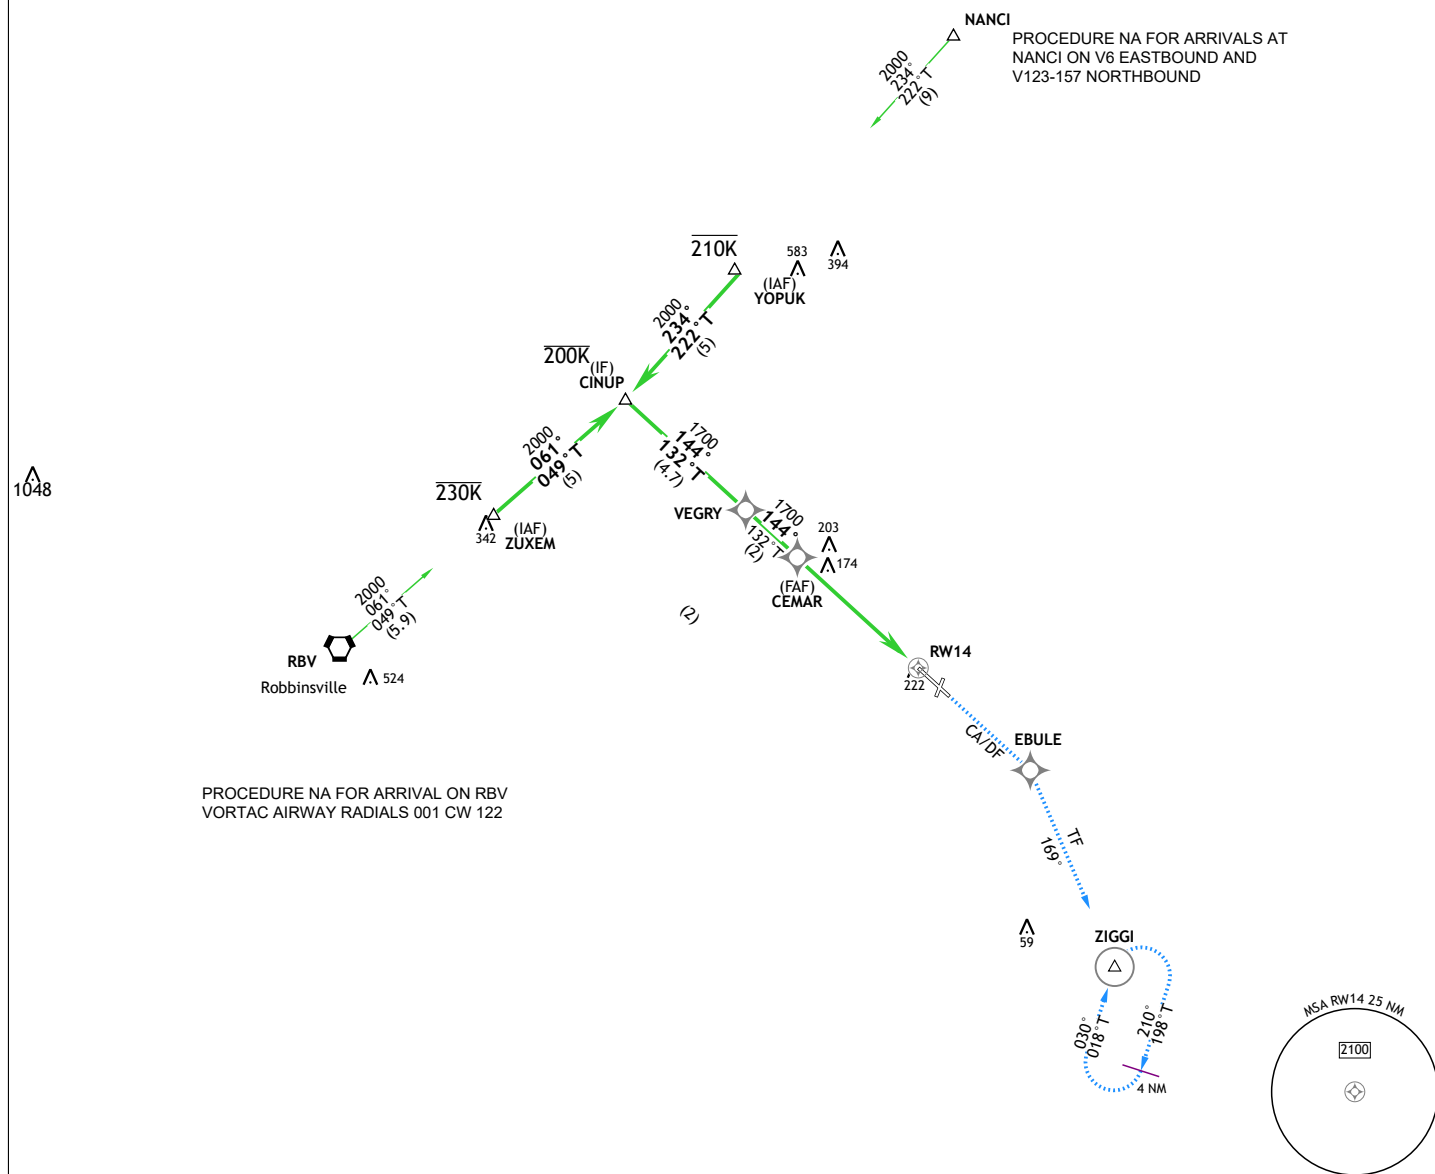 NANCI
PROCEDURE NA FOR ARRIVALS AT
NANCI ON V6 EASTBOUND AND
V123-157 NORTHBOUND
2000
234°
222°T
(9)
210K
583
394
(IAF)
YOPUK
2000
234°
222°T
(5)
200K
(IF)
CINUP
2000
061°
049°T
(5)
1700
144°
132°T
(4.7)
1048
230K
342
(IAF)
ZUXEM
VEGRY
1700
144°
132°T
(2)
203
174
(FAF)
CEMAR
2000
061°
049°T
(5.9)
(2)
RBV
Robbinsville
524
RW14
222
CA/DF
EBULE
PROCEDURE NA FOR ARRIVAL ON RBV
VORTAC AIRWAY RADIALS 001 CW 122
TF
169°
59
ZIGGI
030°
018°T
210°
198°T
4 NM
MSA RW14 25 NM
2100